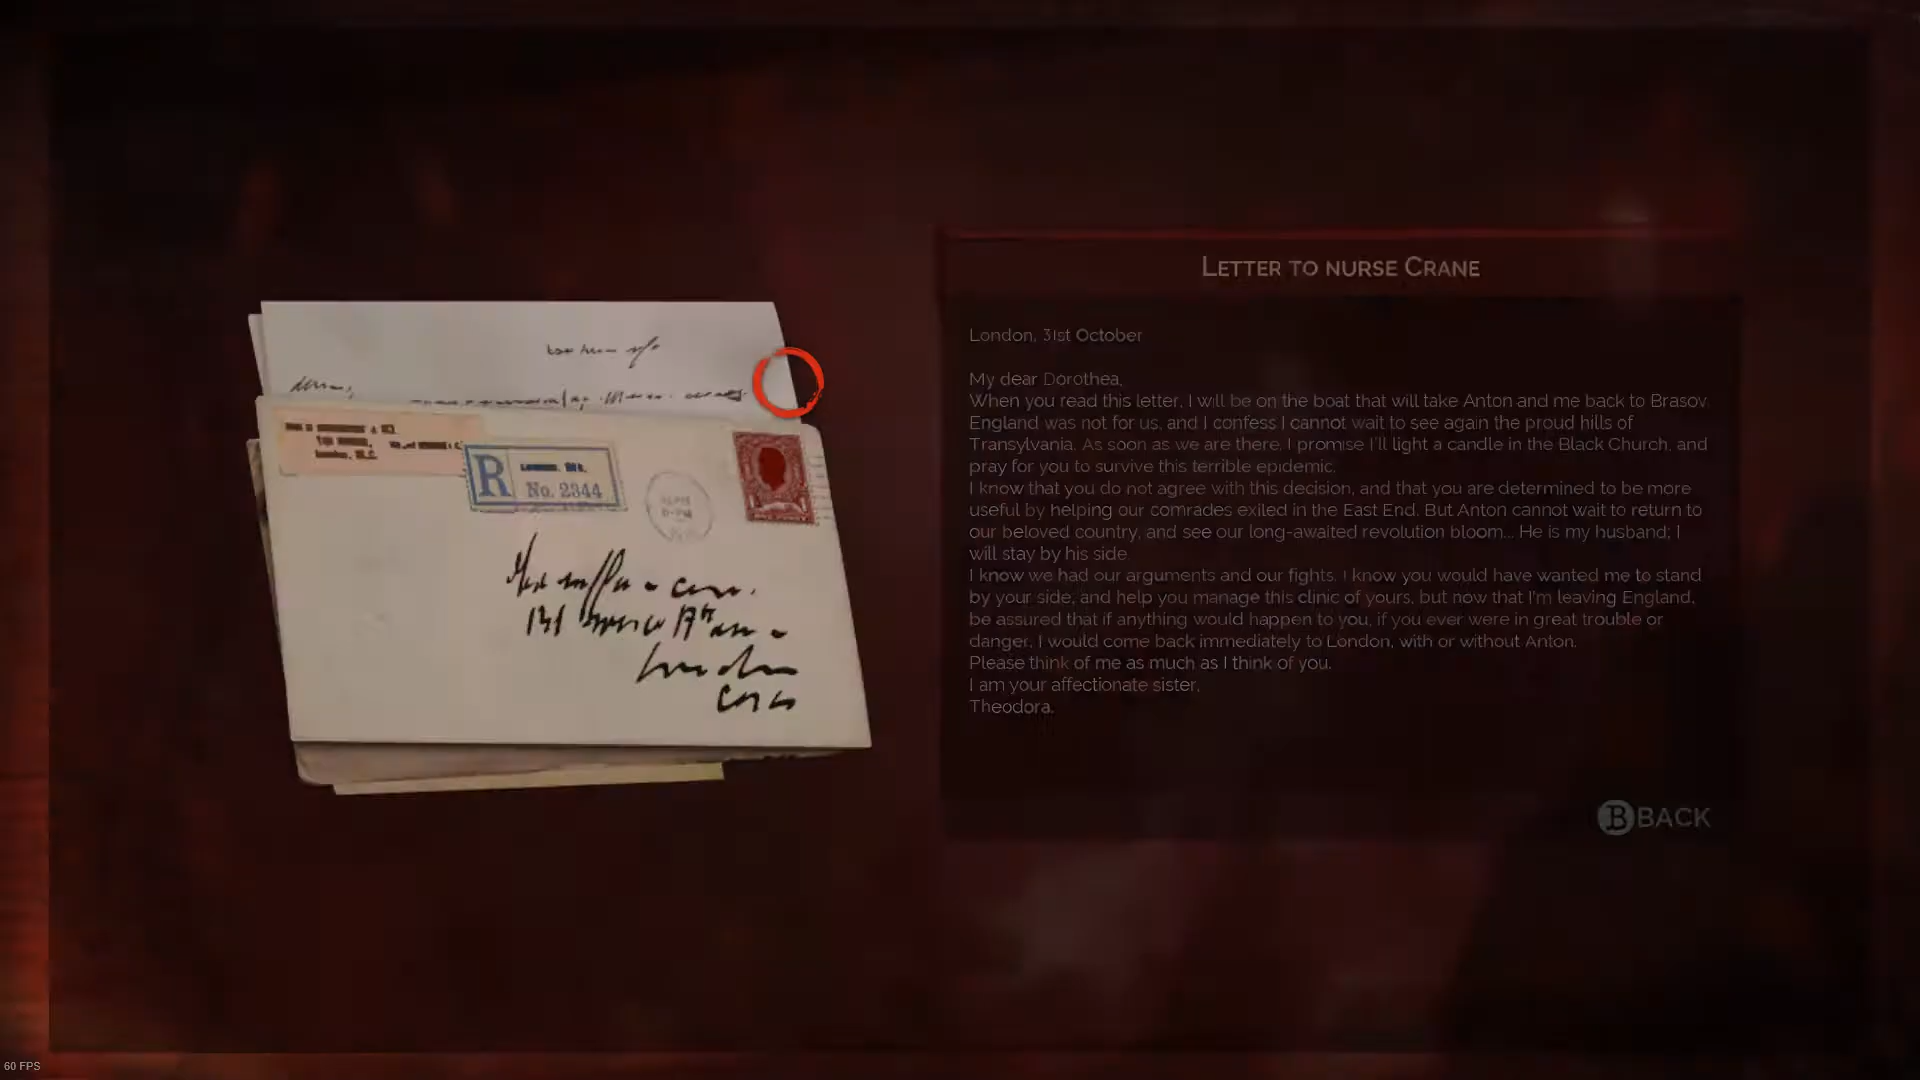 LETTER TO NURSE CRANE
London, 31st October
My dear Dorothea,
When you read this letter, I will be on the boat that will take Anton and me back to Brasov.
England was not for us, and I confess I cannot wait to see again the proud hills of
Transylvania. As soon as we are there, I promise I'll light a candle in the Black Church, and
pray for you to survive this terrible epidemic.
I know that you do not agree with this decision, and that you are determined to be more
useful by helping our comrades exiled in the East End. But Anton cannot wait to return to
our beloved country, and see our long-awaited revolution bloom... He is my husband; I
will stay by his side.
I know we had our arguments and our fights. I know you would have wanted me to stand
by your side, and help you manage this clinic of yours, but now that I'm leaving England,
be assured that if anything would happen to you, if you ever were in great trouble or
danger, I would come back immediately to London, with or without Anton.
Please think of me as much as I think of you.
I am your affectionate sister,
Theodora.
R
No. 2344
ONE PENNY
B BACK
60 FPS